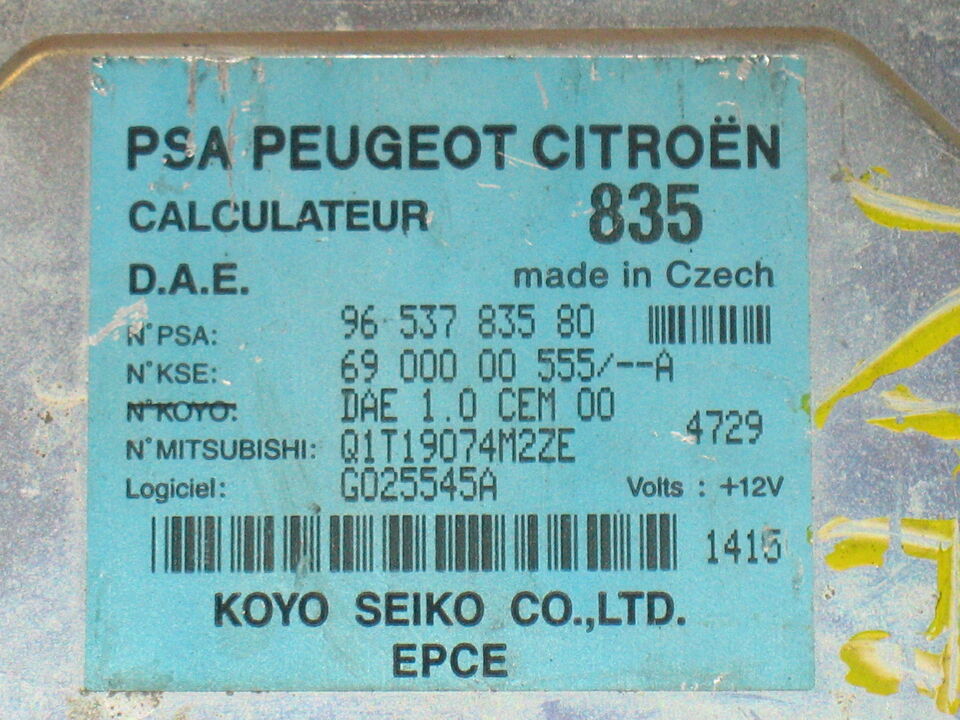 PSA PEUGEOT CITROËN
CALCULATEUR 835
D.A.E. made in Czech
N°PSA: 96 537 835 80
N°KSE: 69 000 00 555/--A
N°KOYO: DAE 1.0 CEM 00
4729
N°MITSUBISHI: Q1T19074M2ZE
Logiciel: G025545A Volts : +12V
1415
KOYO SEIKO CO.,LTD.
EPCE